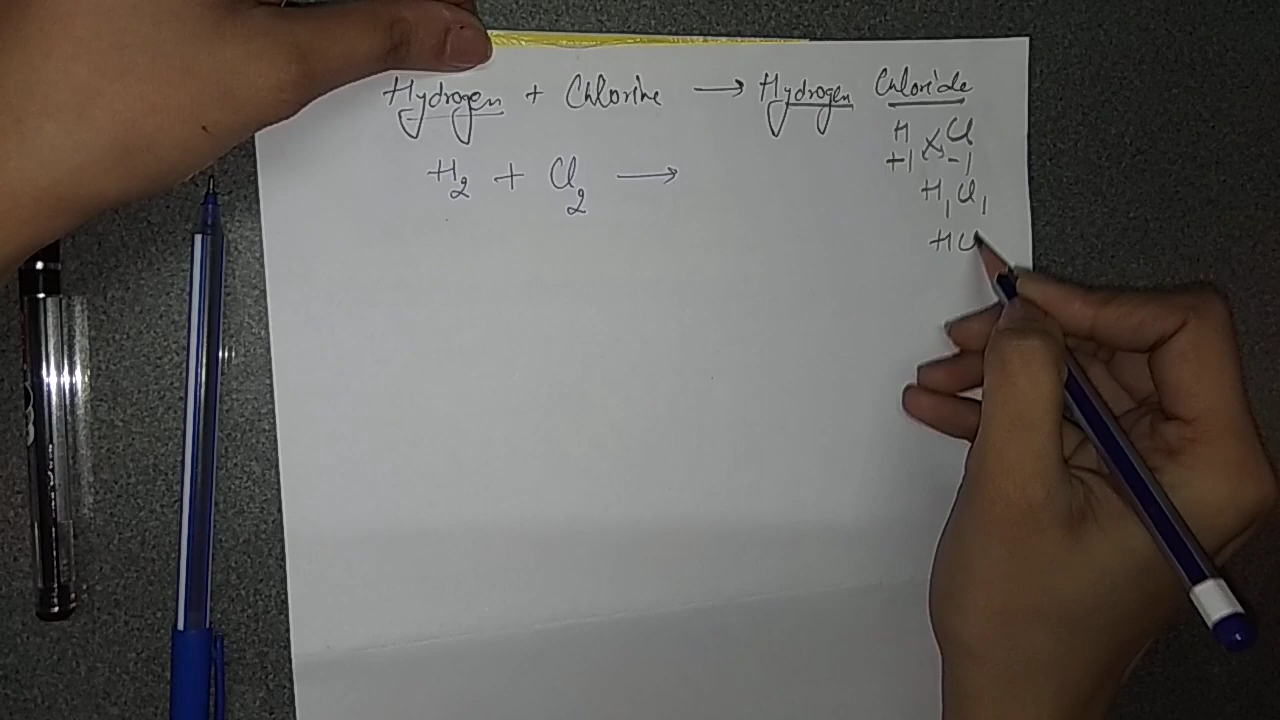 Hydrogen + Chlorine → Hydrogen Chloride
H Cl
+1 -1
H₂ + Cl₂ →
H₁Cl₁
HCl